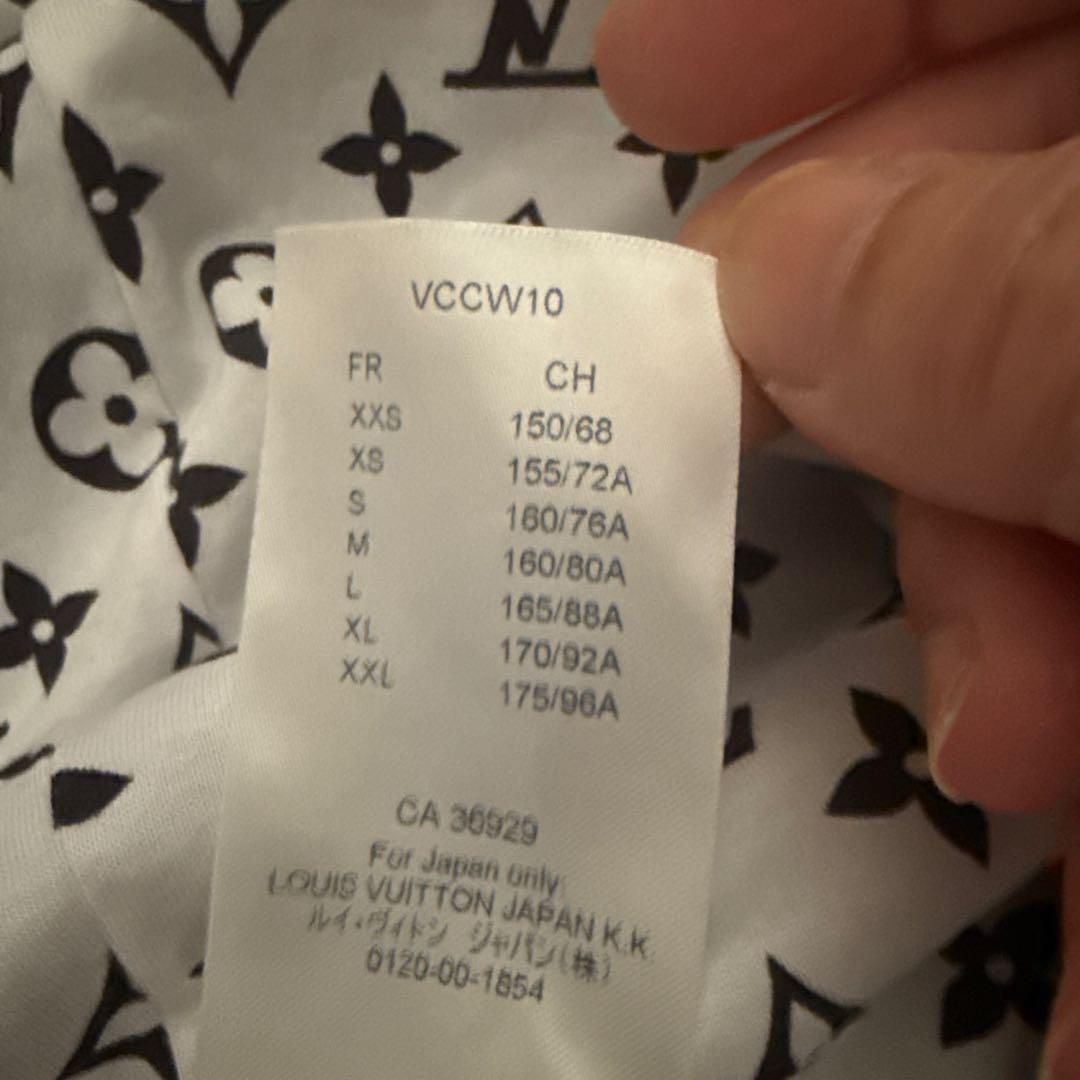 VCCW10
FR CH
XXS 150/68
XS 155/72A
S 160/76A
M 160/80A
L 165/88A
XL 170/92A
XXL 175/96A
CA 36929
For Japan only:
LOUIS VUITTON JAPAN K.K.
ルイ・ヴィトン ジャパン(株)
0120-00-1854